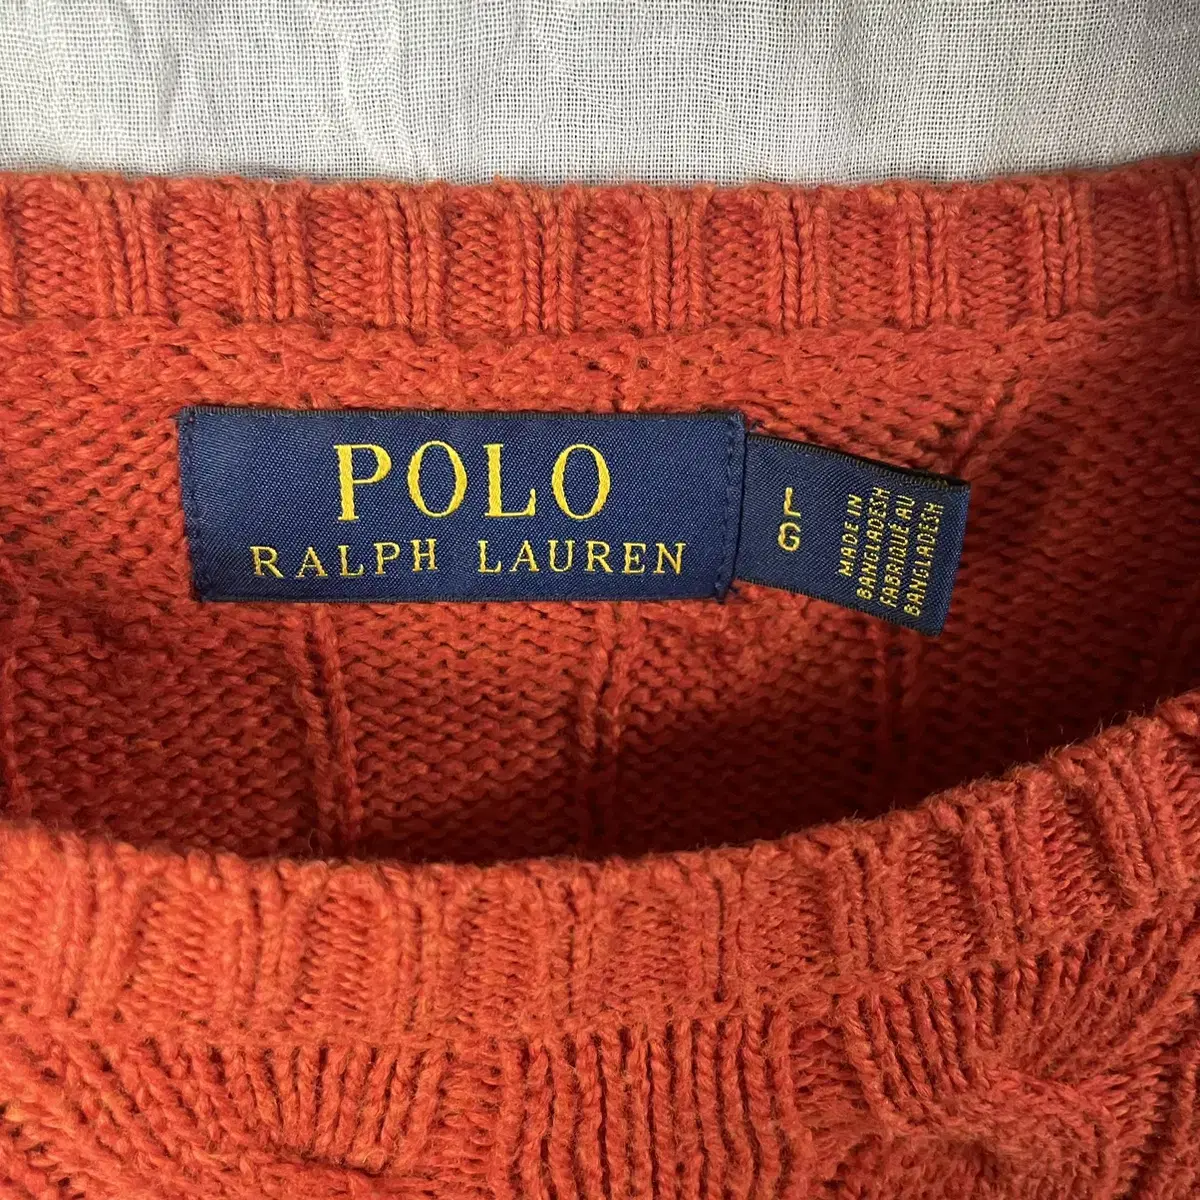 POLO
RALPH LAUREN
L
G
MADE IN
BANGLADESH
FABRIQUÉ AU
BANGLADESH